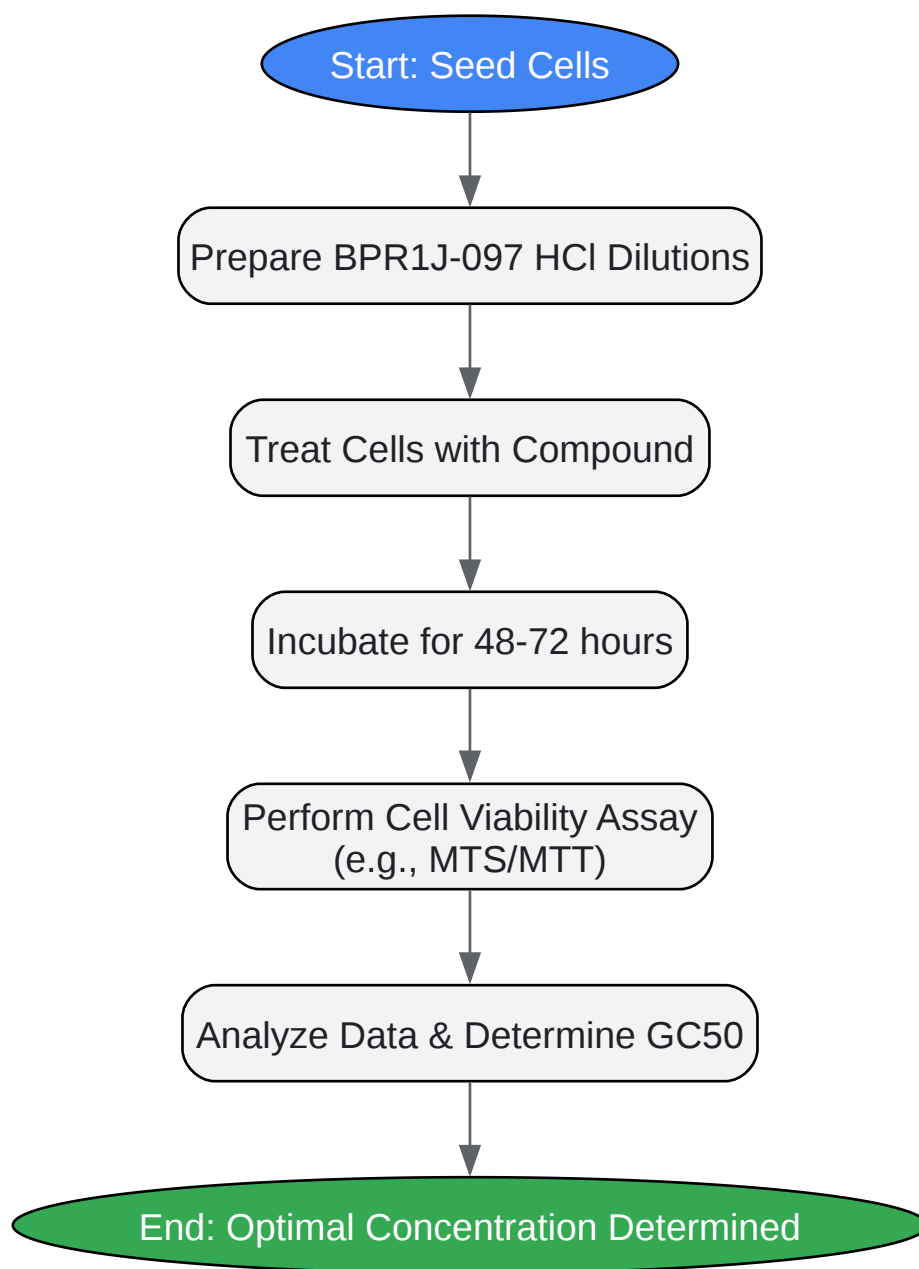 Start: Seed Cells
Prepare BPR1J-097 HCl Dilutions
Treat Cells with Compound
Incubate for 48-72 hours
Perform Cell Viability Assay
(e.g., MTS/MTT)
Analyze Data & Determine GC50
End: Optimal Concentration Determined